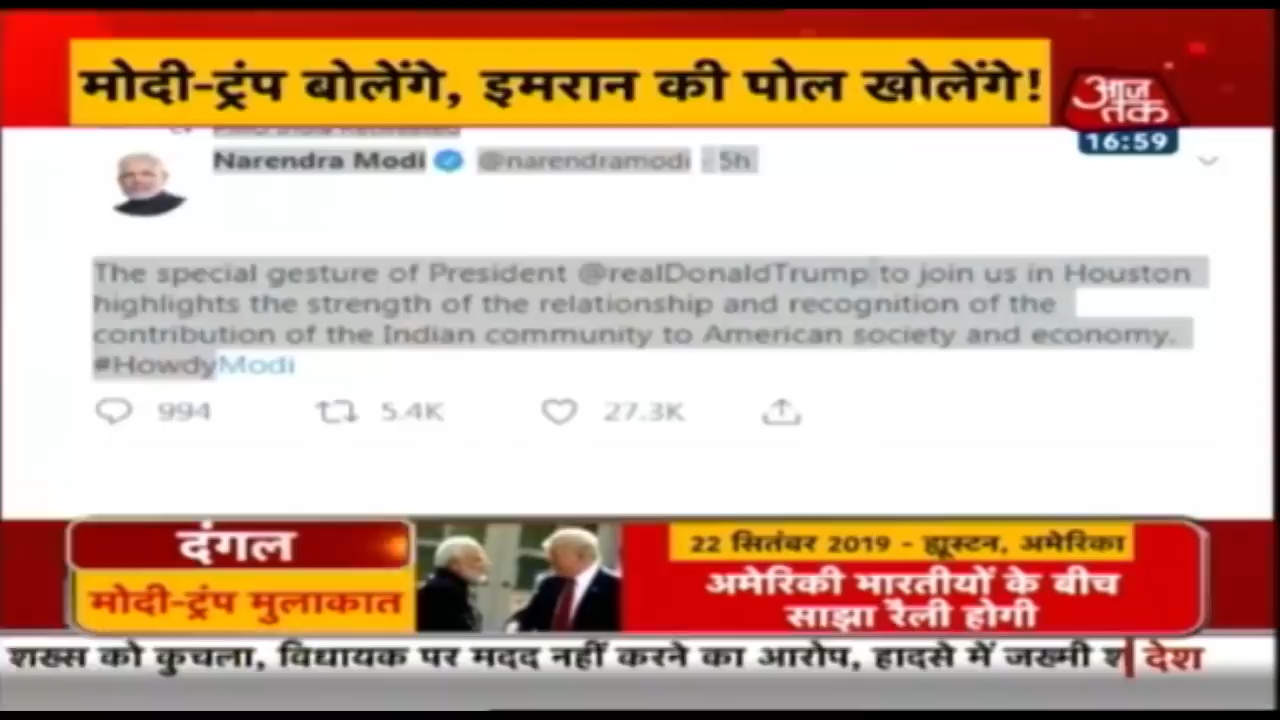 मोदी-ट्रंप बोलेंगे, इमरान की पोल खोलेंगे!
आज तक
16:59
Narendra Modi @narendramodi · 5h
The special gesture of President @realDonaldTrump to join us in Houston
highlights the strength of the relationship and recognition of the
contribution of the Indian community to American society and economy.
#HowdyModi
994 5.4K 27.3K
दंगल
मोदी-ट्रंप मुलाकात
22 सितंबर 2019 - ह्यूस्टन, अमेरिका
अमेरिकी भारतीयों के बीच
साझा रैली होगी
शख्स को कुचला, विधायक पर मदद नहीं करने का आरोप, हादसे में जख्मी
देश